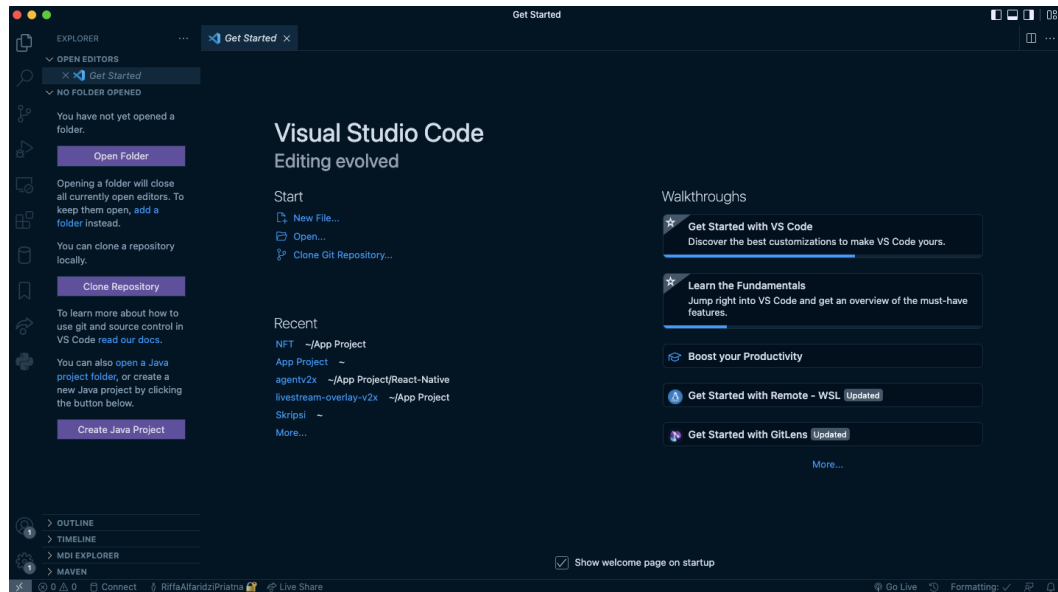 Get Started
EXPLORER
Get Started
OPEN EDITORS
Get Started
NO FOLDER OPENED
You have not yet opened a
folder.
Open Folder
Opening a folder will close
all currently open editors. To
keep them open, add a
folder instead.
You can clone a repository
locally.
Clone Repository
To learn more about how to
use git and source control in
VS Code read our docs.
You can also open a Java
project folder, or create a
new Java project by clicking
the button below.
Create Java Project
OUTLINE
TIMELINE
MDI EXPLORER
MAVEN
1
1
Visual Studio Code
Editing evolved
Start
New File...
Open...
Clone Git Repository...
Recent
NFT ~/App Project
App Project ~
agentv2x ~/App Project/React-Native
livestream-overlay-v2x ~/App Project
Skripsi ~
More...
Walkthroughs
Get Started with VS Code
Discover the best customizations to make VS Code yours.
Learn the Fundamentals
Jump right into VS Code and get an overview of the must-have
features.
Boost your Productivity
Get Started with Remote - WSL Updated
Get Started with GitLens Updated
More...
Show welcome page on startup
0 0 Connect RiffaAlfaridziPriatna Live Share Go Live Formatting: ✓